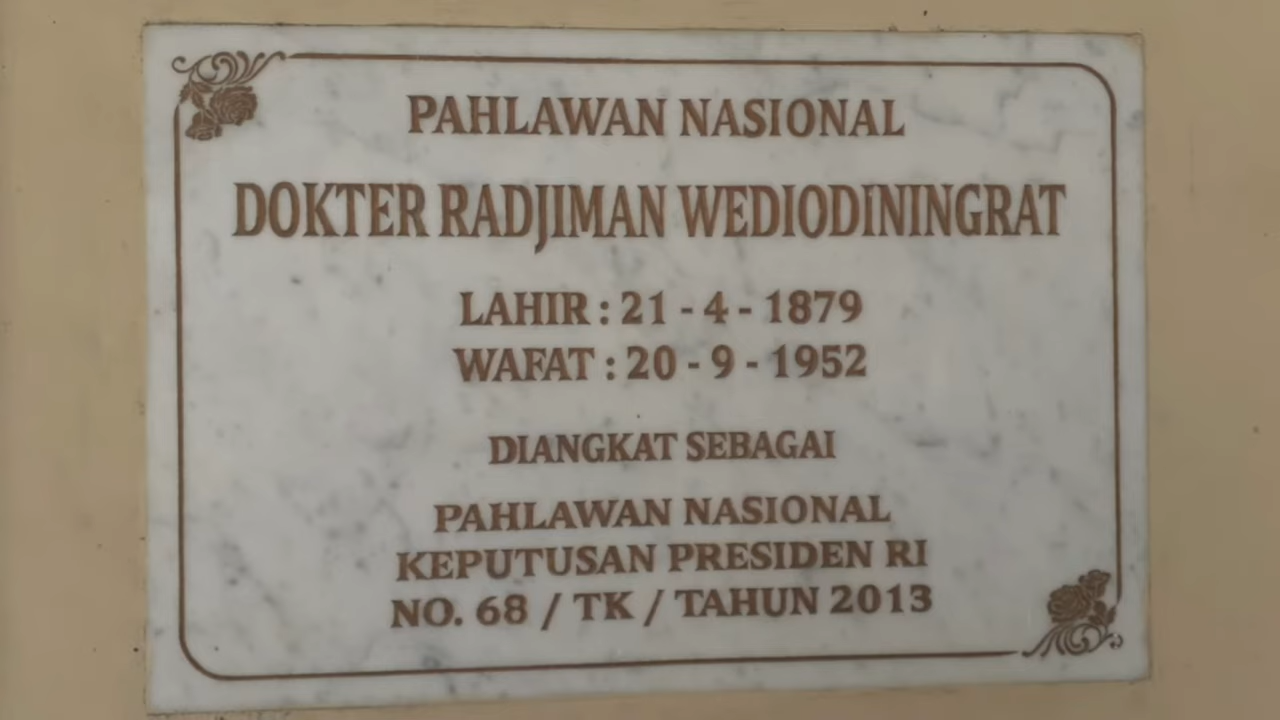 PAHLAWAN NASIONAL
DOKTER RADJIMAN WEDIODiNINGRAT
LAHIR : 21 - 4 - 1879
WAFAT : 20 - 9 - 1952
DIANGKAT SEBAGAI
PAHLAWAN NASIONAL
KEPUTUSAN PRESIDEN RI
NO. 68 / TK / TAHUN 2013